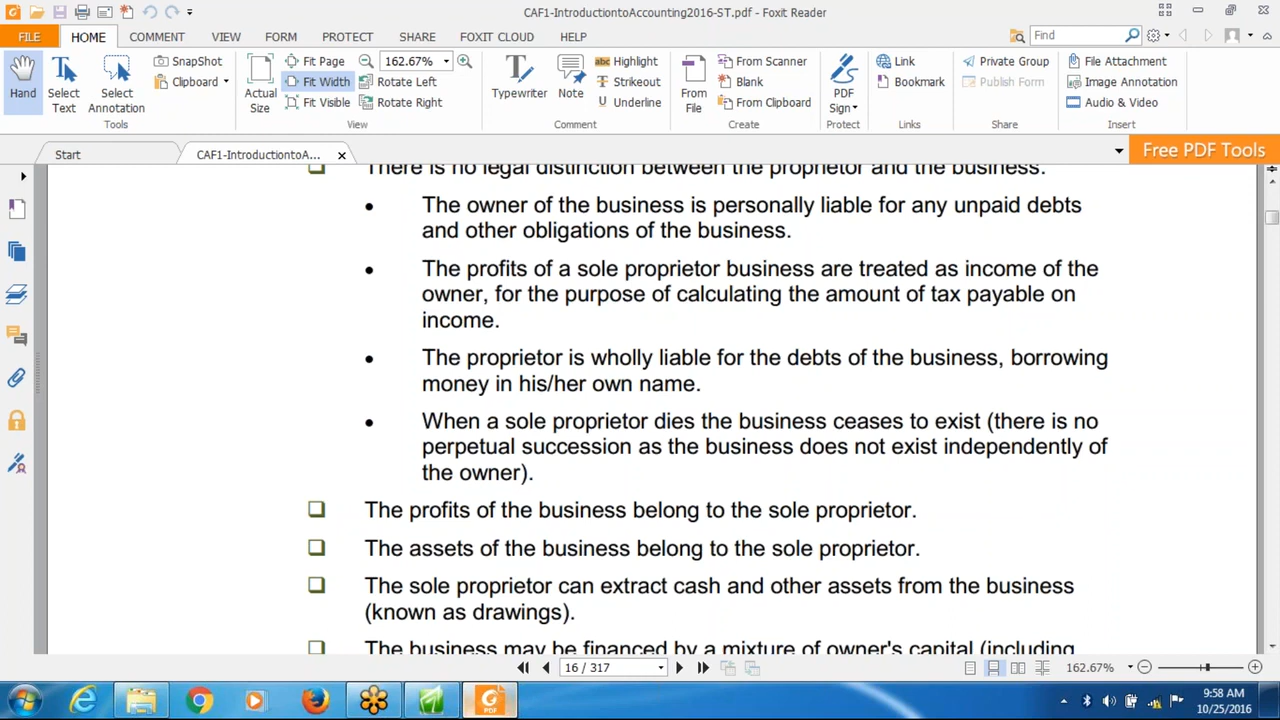 CAF1-IntroductiontoAccounting2016-ST.pdf - Foxit Reader
FILE HOME COMMENT VIEW FORM PROTECT SHARE FOXIT CLOUD HELP Find
Hand Select Text Select Annotation SnapShot Clipboard Tools
Actual Size Fit Page Fit Width Fit Visible 162.67% Rotate Left Rotate Right View
Typewriter Note abc Highlight Strikeout U Underline Comment
From File From Scanner Blank From Clipboard Create
PDF Sign Protect
Link Bookmark Links
Private Group Publish Form Share
File Attachment Image Annotation Audio & Video Insert
Start CAF1-IntroductiontoA... Free PDF Tools
There is no legal distinction between the proprietor and the business.
• The owner of the business is personally liable for any unpaid debts
and other obligations of the business.
• The profits of a sole proprietor business are treated as income of the
owner, for the purpose of calculating the amount of tax payable on
income.
• The proprietor is wholly liable for the debts of the business, borrowing
money in his/her own name.
• When a sole proprietor dies the business ceases to exist (there is no
perpetual succession as the business does not exist independently of
the owner).
❑ The profits of the business belong to the sole proprietor.
❑ The assets of the business belong to the sole proprietor.
❑ The sole proprietor can extract cash and other assets from the business
(known as drawings).
The business may be financed by a mixture of owner's capital (including
16 / 317 162.67%
PDF
9:58 AM
10/25/2016